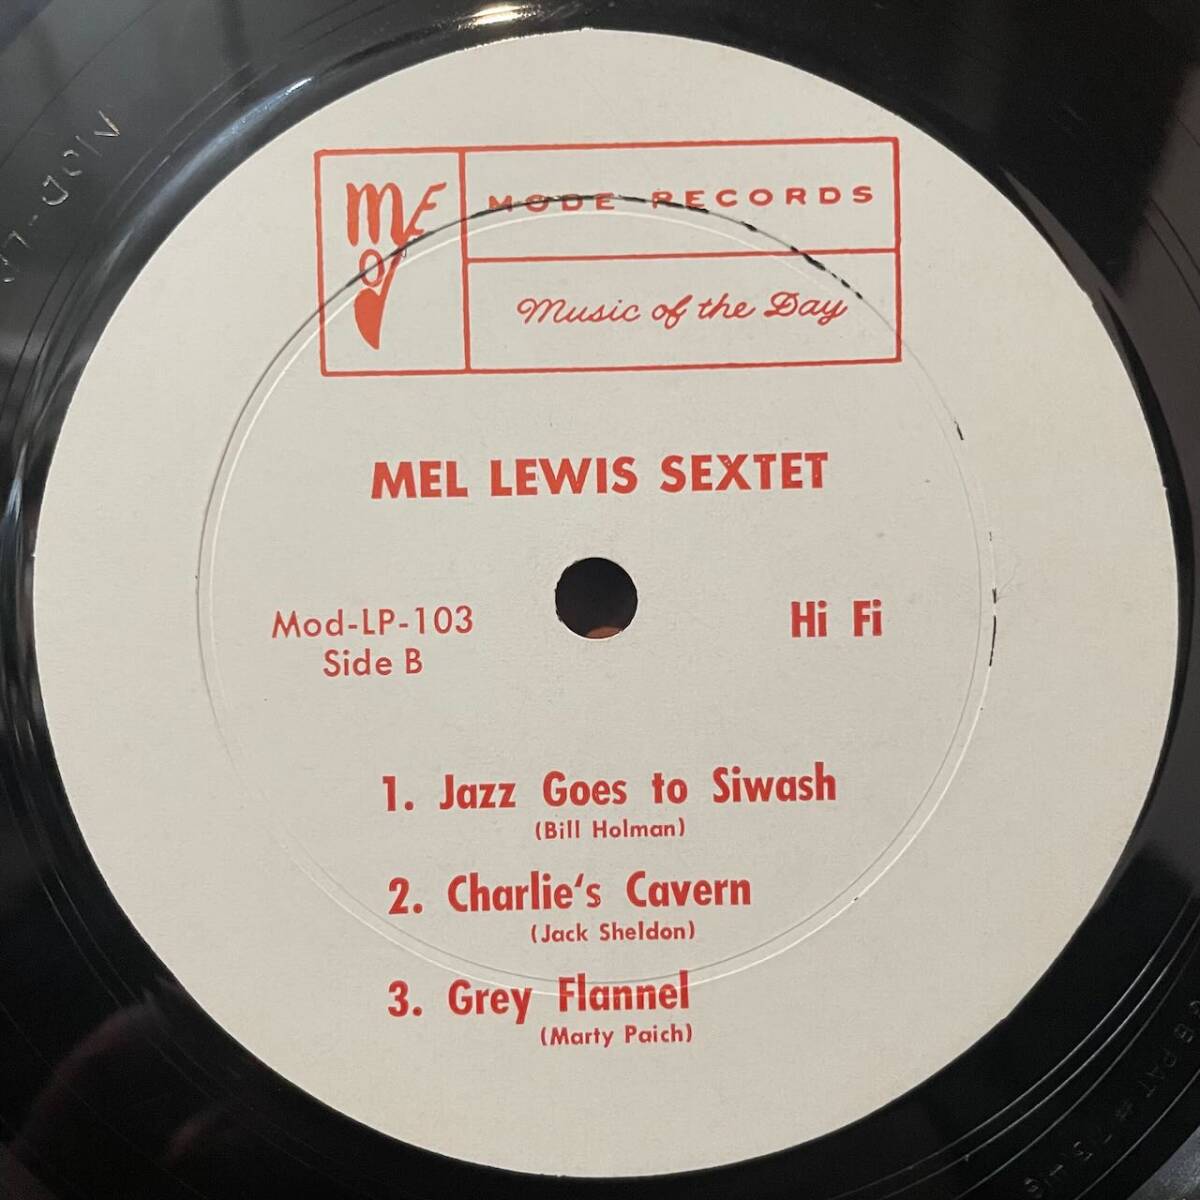 MODE RECORDS
Music of the Day
MEL LEWIS SEXTET
Mod-LP-103
Side B
Hi Fi
1. Jazz Goes to Siwash
(Bill Holman)
2. Charlie's Cavern
(Jack Sheldon)
3. Grey Flannel
(Marty Paich)